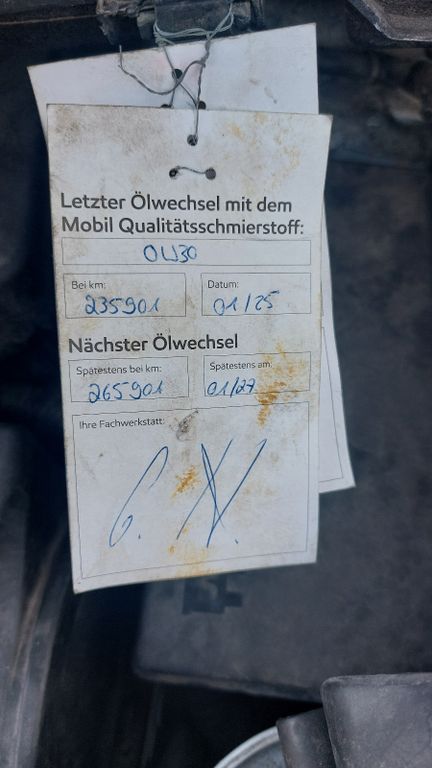 Letzter Ölwechsel mit dem
Mobil Qualitätsschmierstoff:
0W30
Bei km: Datum:
235901 01/25
Nächster Ölwechsel
Spätestens bei km: Spätestens am:
265901 01/27
Ihre Fachwerkstatt: